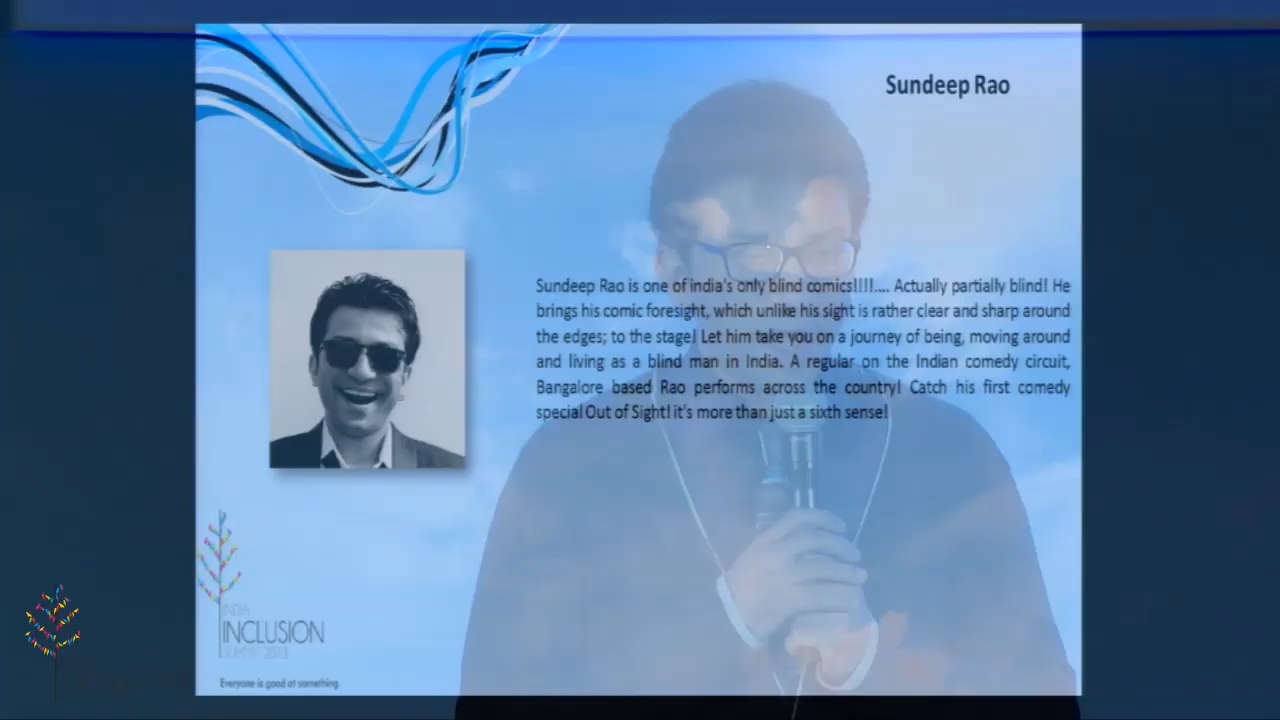 Sundeep Rao
Sundeep Rao is one of india's only blind comics!!!!.... Actually partially blind! He
brings his comic foresight, which unlike his sight is rather clear and sharp around
the edges; to the stage! Let him take you on a journey of being, moving around
and living as a blind man in India. A regular on the Indian comedy circuit,
Bangalore based Rao performs across the country! Catch his first comedy
special Out of Sight! it's more than just a sixth sense!
INDIA
INCLUSION
SUMMIT 2013
Everyone is good at something